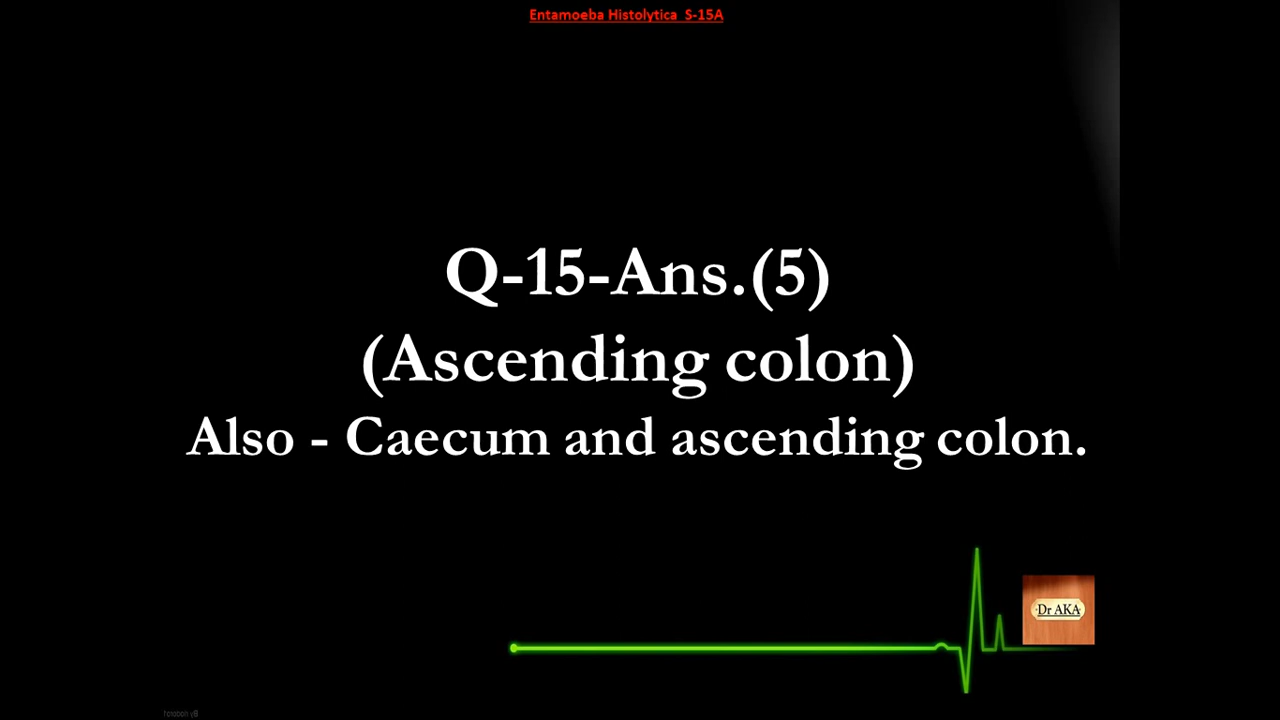 Entamoeba Histolytica S-15A
Q-15-Ans.(5)
(Ascending colon)
Also - Caecum and ascending colon.
Dr AKA